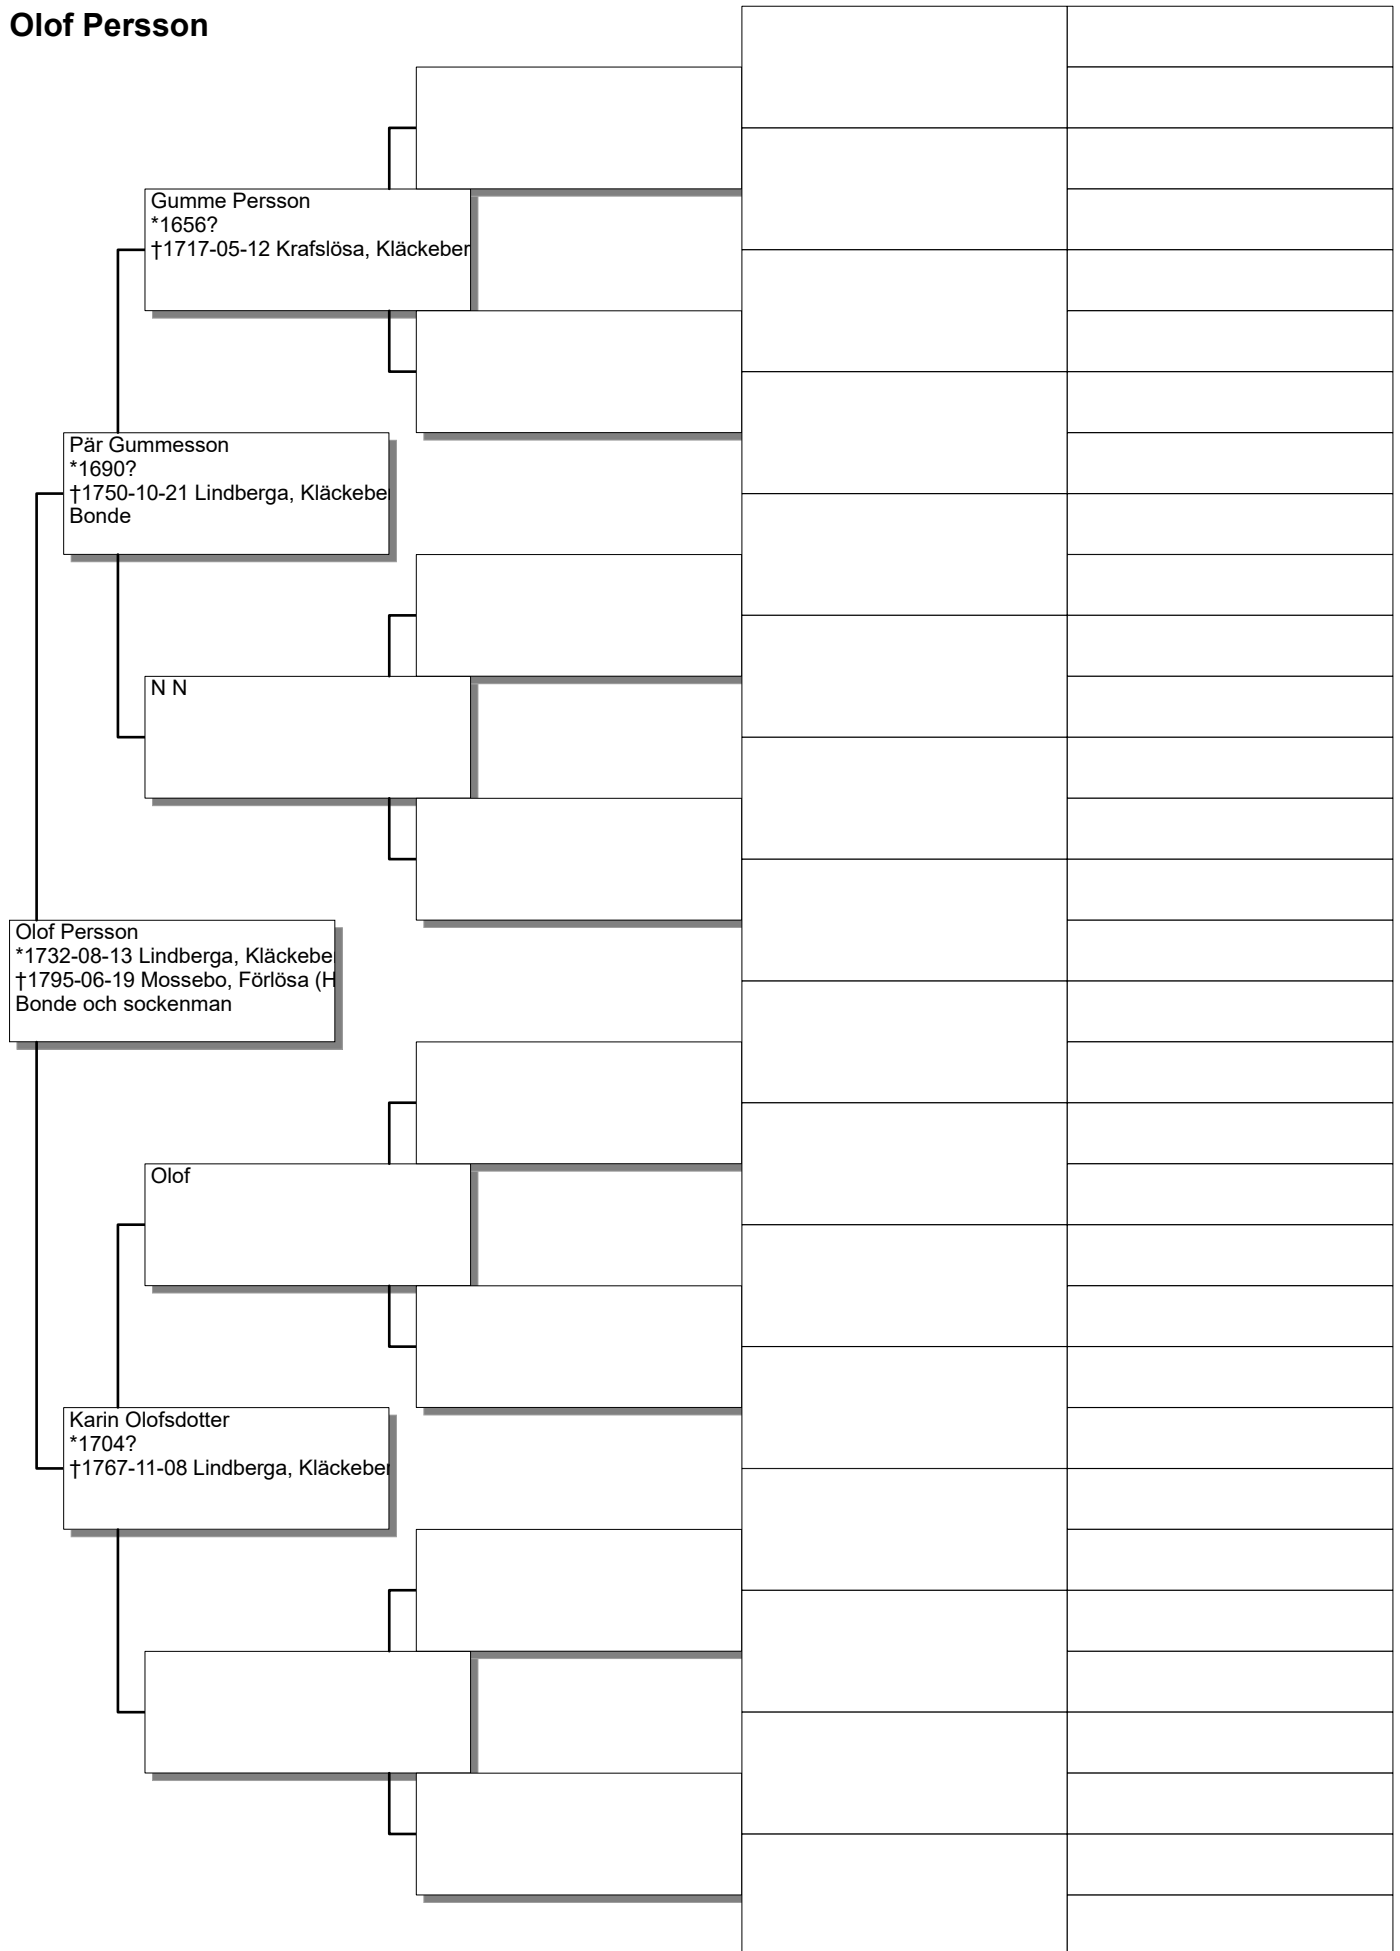 Olof Persson
Gumme Persson
*1656?
†1717-05-12 Krafslösa, Kläckeber
Pär Gummesson
*1690?
†1750-10-21 Lindberga, Kläckeber
Bonde
N N
Olof Persson
*1732-08-13 Lindberga, Kläckebe
†1795-06-19 Mossebo, Förlösa (H
Bonde och sockenman
Olof
Karin Olofsdotter
*1704?
†1767-11-08 Lindberga, Kläckeber